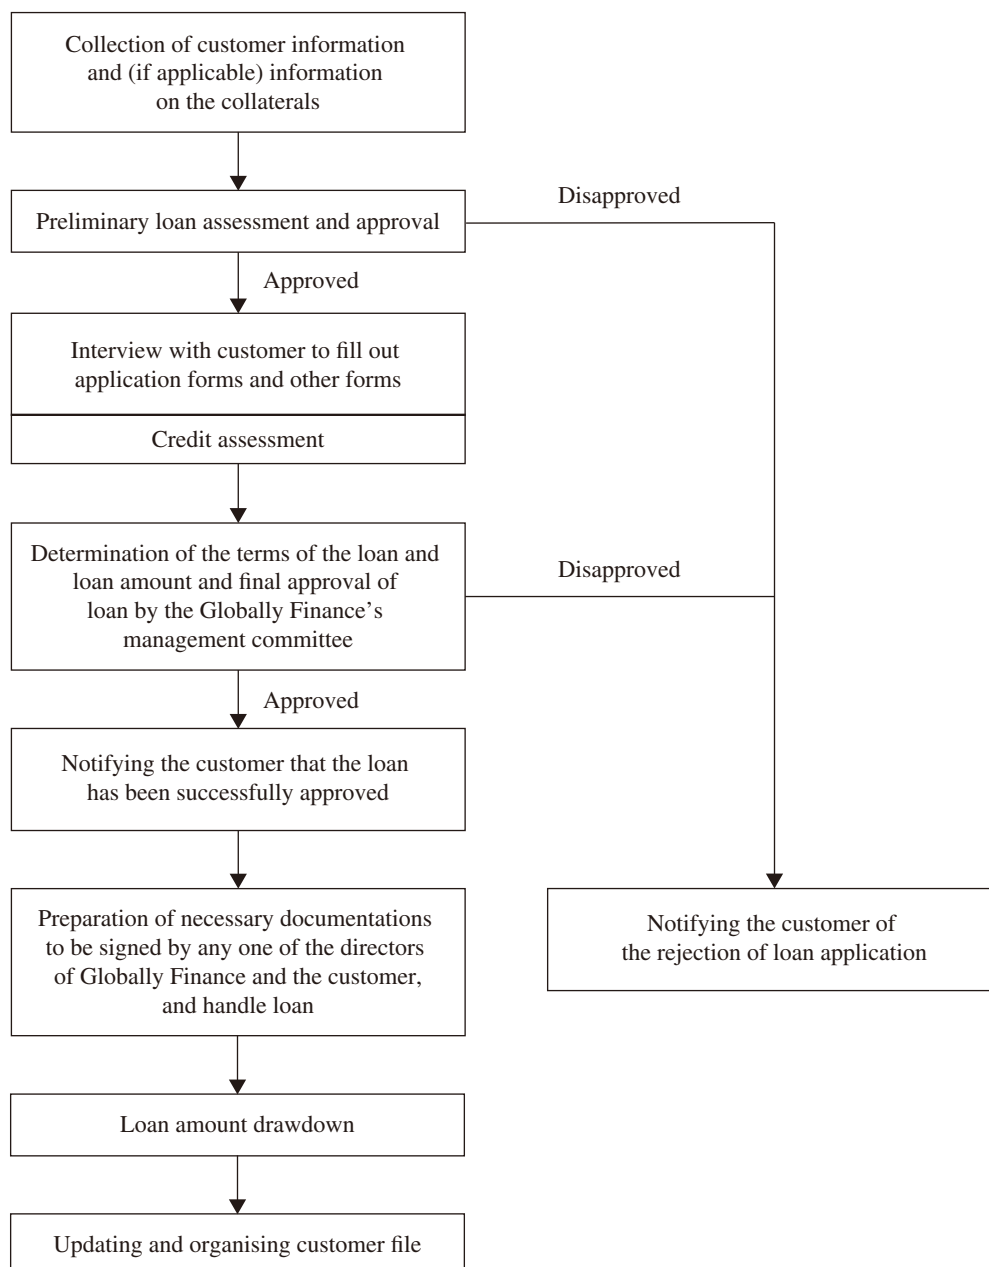 Collection of customer information
and (if applicable) information
on the collaterals
Disapproved
Preliminary loan assessment and approval
Approved
Interview with customer to fill out
application forms and other forms
Credit assessment
Determination of the terms of the loan and
loan amount and final approval of
loan by the Globally Finance's
management committee
Disapproved
Approved
Notifying the customer that the loan
has been successfully approved
Preparation of necessary documentations
to be signed by any one of the directors
of Globally Finance and the customer,
and handle loan
Notifying the customer of
the rejection of loan application
Loan amount drawdown
Updating and organising customer file